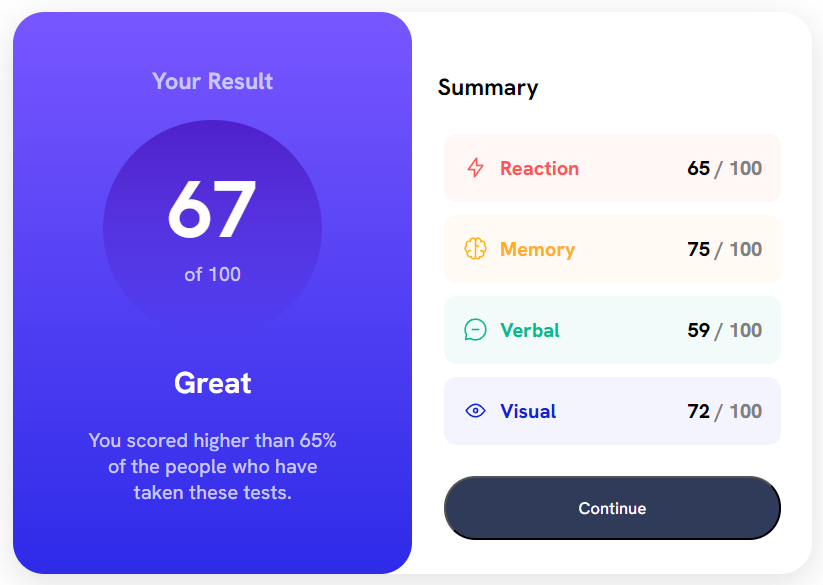 Your Result
67
of 100
Great
You scored higher than 65%
of the people who have
taken these tests.
Summary
Reaction 65 / 100
Memory 75 / 100
Verbal 59 / 100
Visual 72 / 100
Continue